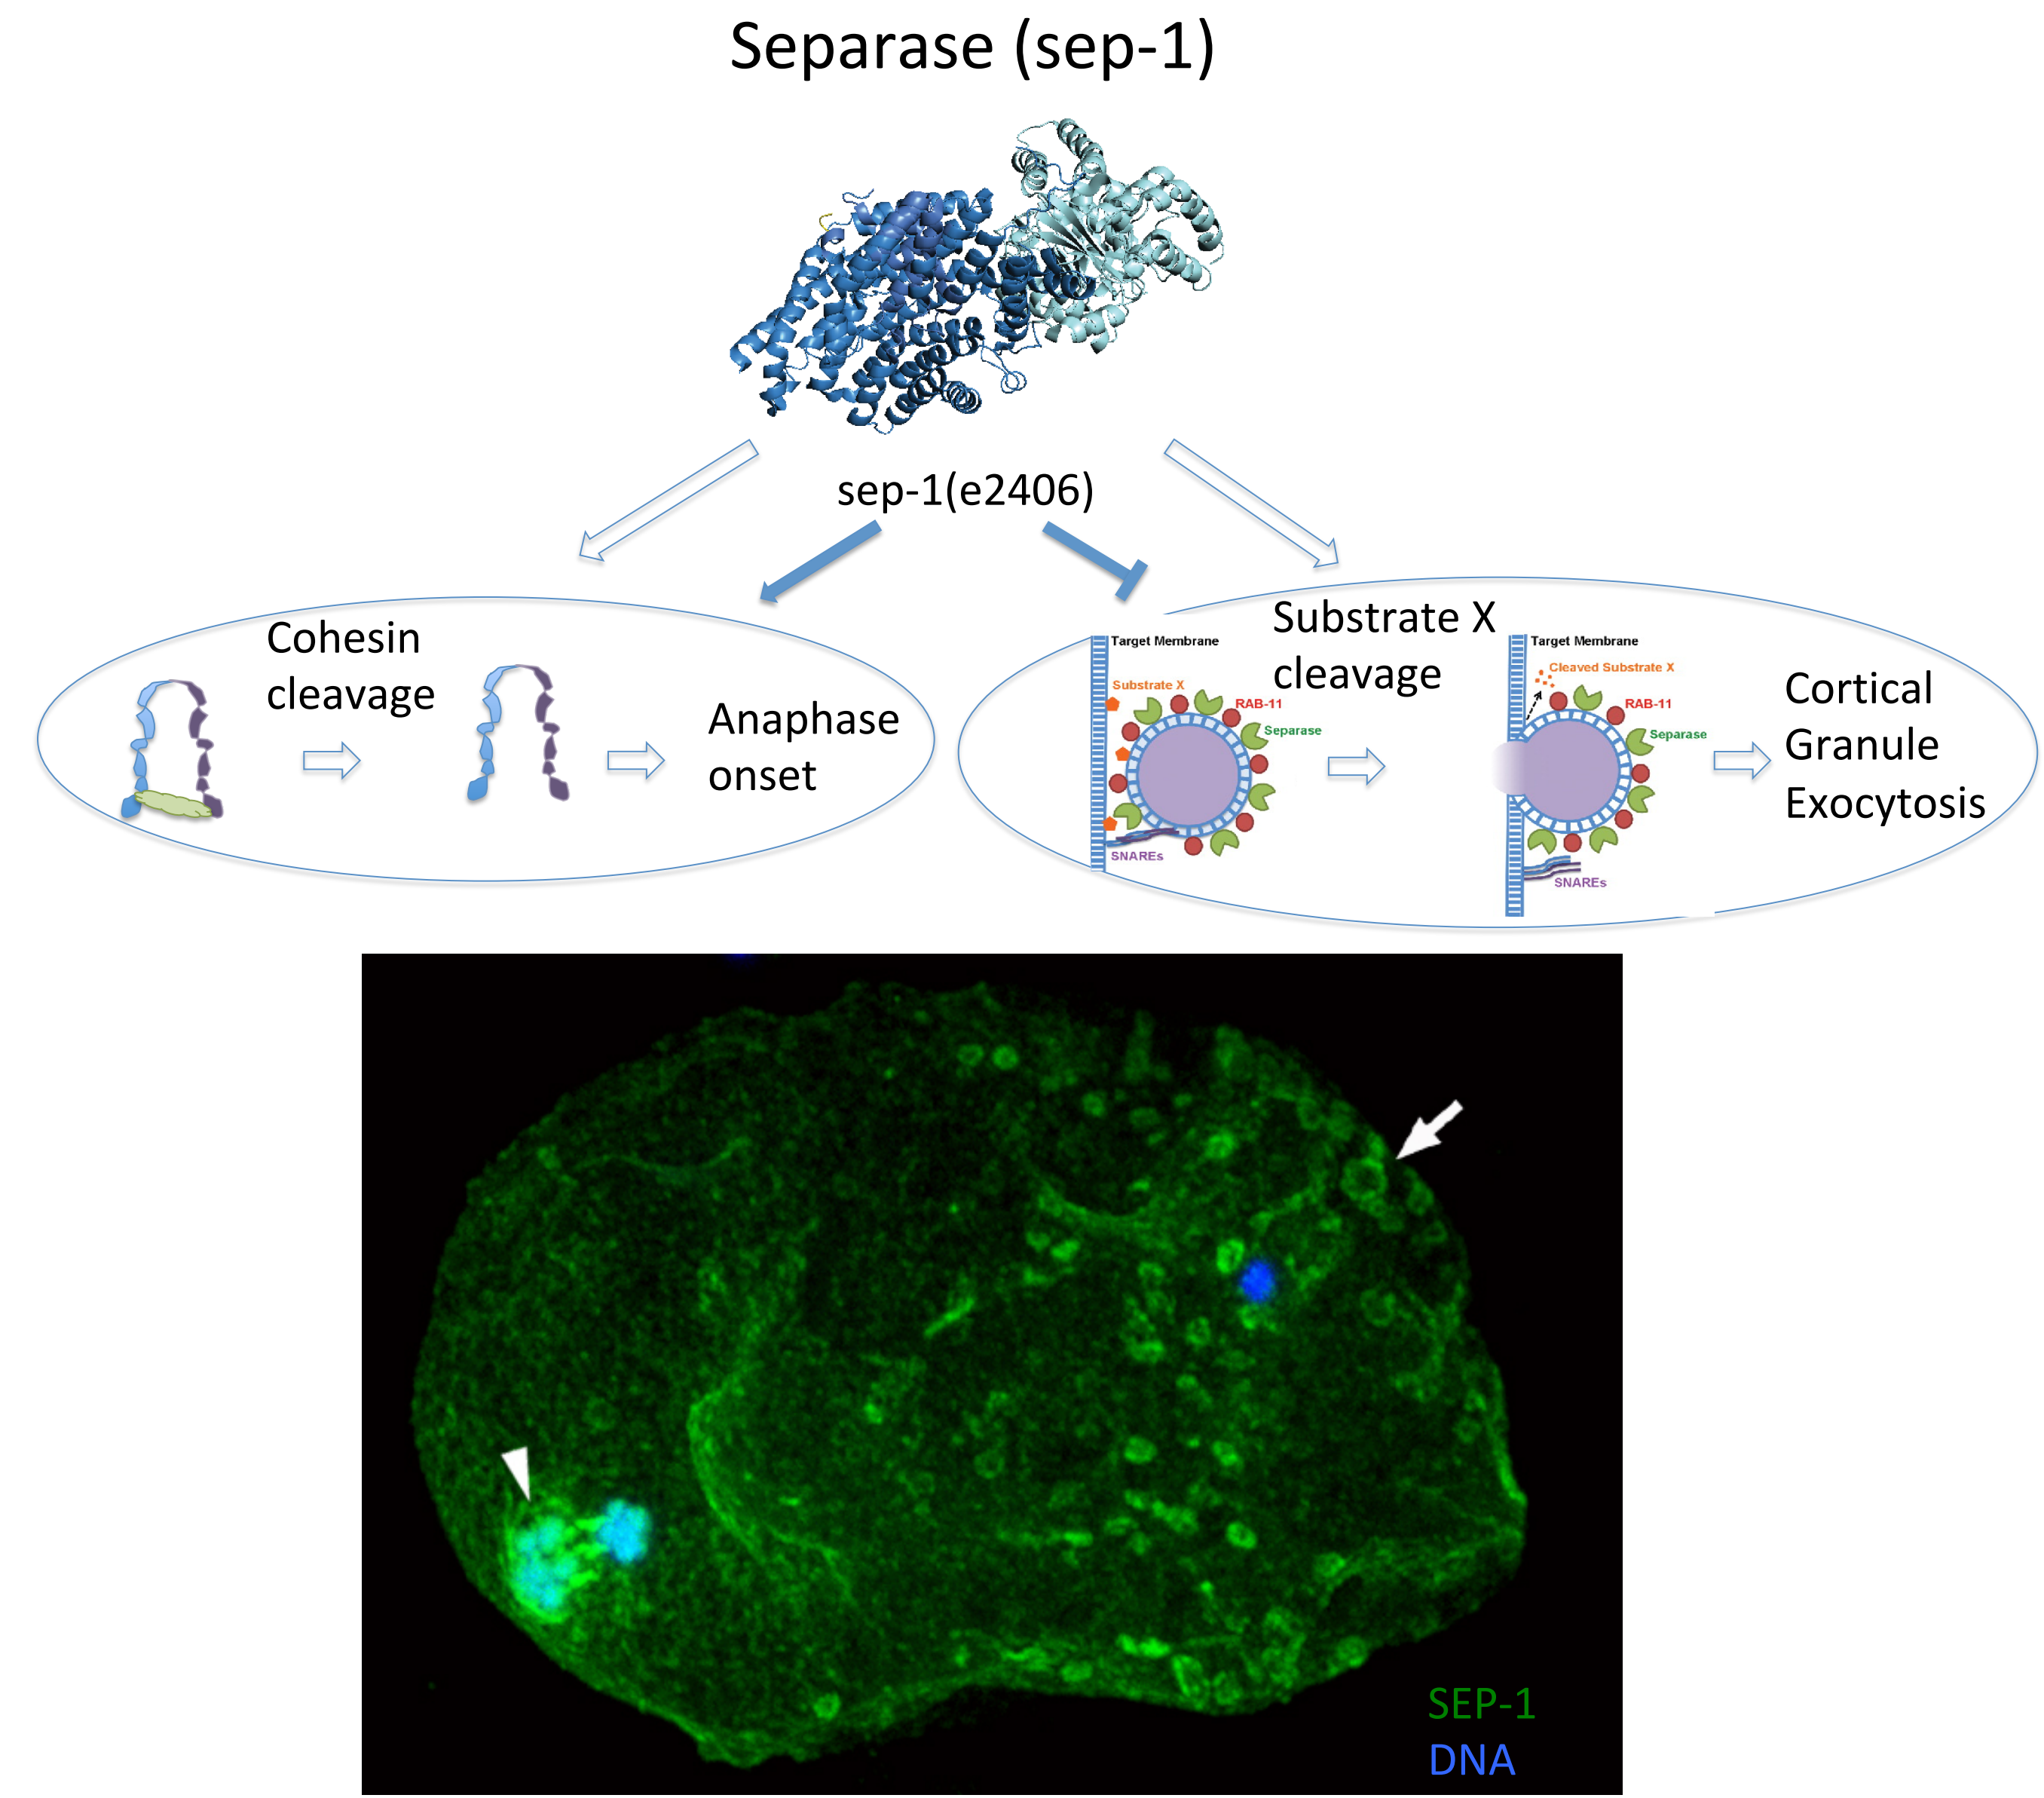 Separase (sep-1)
sep-1(e2406)
Cohesin
cleavage
Anaphase
onset
Target Membrane
Substrate X
RAB-11
Separase
SNAREs
Substrate X
cleavage
Target Membrane
Cleaved Substrate X
RAB-11
Separase
SNAREs
Cortical
Granule
Exocytosis
SEP-1
DNA